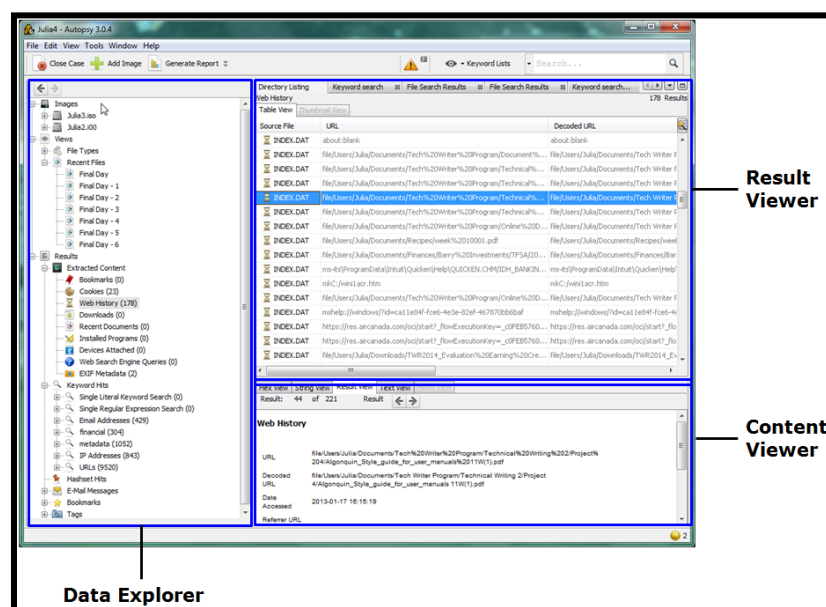 Julia4 - Autopsy 3.0.4
File Edit View Tools Window Help
Close Case Add Image Generate Report Keyword Lists Search...
Directory Listing Keyword search File Search Results File Search Results Keyword search...
Web History 178 Results
Table View Thumbnail View
Source File URL Decoded URL
INDEX.DAT about:blank about:blank
INDEX.DAT file/Users/Julia/Documents/Tech%20Writer%20Program/Document%... file/Users/Julia/Documents/Tech Writer P
INDEX.DAT file/Users/Julia/Documents/Tech%20Writer%20Program/Technical%... file/Users/Julia/Documents/Tech Writer P
INDEX.DAT file/Users/Julia/Documents/Tech%20Writer%20Program/Technical%... file/Users/Julia/Documents/Tech Writer P
INDEX.DAT file/Users/Julia/Documents/Tech%20Writer%20Program/Technical%... file/Users/Julia/Documents/Tech Writer P
INDEX.DAT file/Users/Julia/Documents/Tech%20Writer%20Program/Technical%... file/Users/Julia/Documents/Tech Writer P
INDEX.DAT file/Users/Julia/Documents/Tech%20Writer%20Program/Online%20D... file/Users/Julia/Documents/Tech Writer P
INDEX.DAT file/Users/Julia/Documents/Recipes/week%2010001.pdf file/Users/Julia/Documents/Recipes/week
INDEX.DAT file/Users/Julia/Documents/Finances/Barry%20Investments/TFSA/20... file/Users/Julia/Documents/Finances/Bar
INDEX.DAT ms-its\ProgramData\Intuit\Quicken\Help\QUICKEN.CHM/IDH_BANKIN... ms-its\ProgramData\Intuit\Quicken\Help\
INDEX.DAT mkC:/win1acr.htm mkC:/win1acr.htm
INDEX.DAT file/Users/Julia/Documents/Tech%20Writer%20Program/Online%20D... file/Users/Julia/Documents/Tech Writer P
INDEX.DAT mshelp://windows/?id=ca11e84f-fce6-4e3e-82ef-467870bb6baf mshelp://windows/?id=ca11e84f-fce6-4e
INDEX.DAT https://res.aircanada.com/oci/start?_flowExecutionKey=_c0FEB5760... https://res.aircanada.com/oci/start?_flo
INDEX.DAT https://res.aircanada.com/oci/start?_flowExecutionKey=_c0FEB5760... https://res.aircanada.com/oci/start?_flo
INDEX.DAT file/Users/Julia/Downloads/TWR2014_Evaluation%20Earning%20Cre... file/Users/Julia/Downloads/TWR2014_Ev
Images
Julia3.iso
Julia2.i00
Views
File Types
Recent Files
Final Day
Final Day - 1
Final Day - 2
Final Day - 3
Final Day - 4
Final Day - 5
Final Day - 6
Results
Extracted Content
Bookmarks (0)
Cookies (23)
Web History (178)
Downloads (0)
Recent Documents (0)
Installed Programs (0)
Devices Attached (0)
Web Search Engine Queries (0)
EXIF Metadata (2)
Keyword Hits
Single Literal Keyword Search (0)
Single Regular Expression Search (0)
Email Addresses (429)
financial (304)
metadata (1052)
IP Addresses (843)
URLs (9520)
Hashset Hits
E-Mail Messages
Bookmarks
Tags
Hex View String View Result View Text View
Result: 44 of 221 Result
Web History
URL file/Users/Julia/Documents/Tech%20Writer%20Program/Technical%20Writing%202/Project%
204/Algonquin_Style_guide_for_user_manuals%2011W(1).pdf
Decoded URL file/Users/Julia/Documents/Tech Writer Program/Technical Writing 2/Project
4/Algonquin_Style_guide_for_user_manuals 11W(1).pdf
Date Accessed 2013-01-17 16:15:19
Referrer URL
2
Result
Viewer
Content
Viewer
Data Explorer